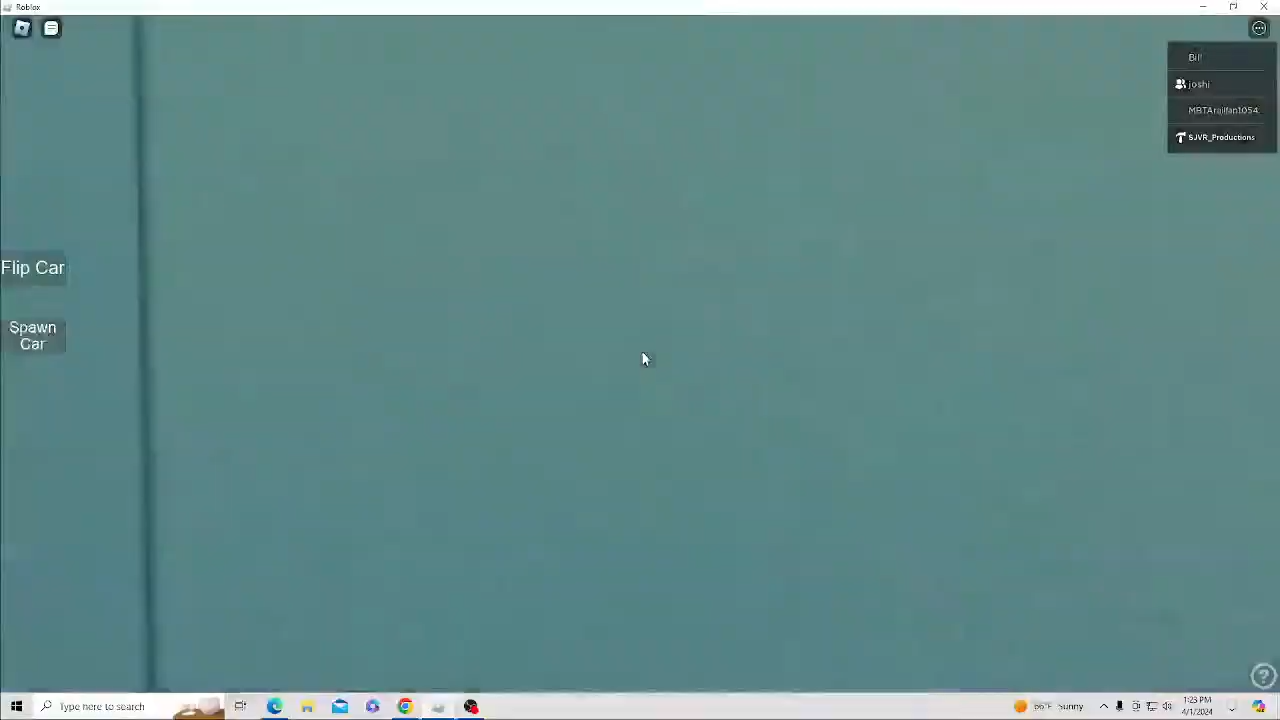 Roblox
Bill
joshi
MBTArailfan1054...
SJVR_Productions
Flip Car
Spawn
Car
Type here to search
Sunny
1:23 PM
4/1/2024